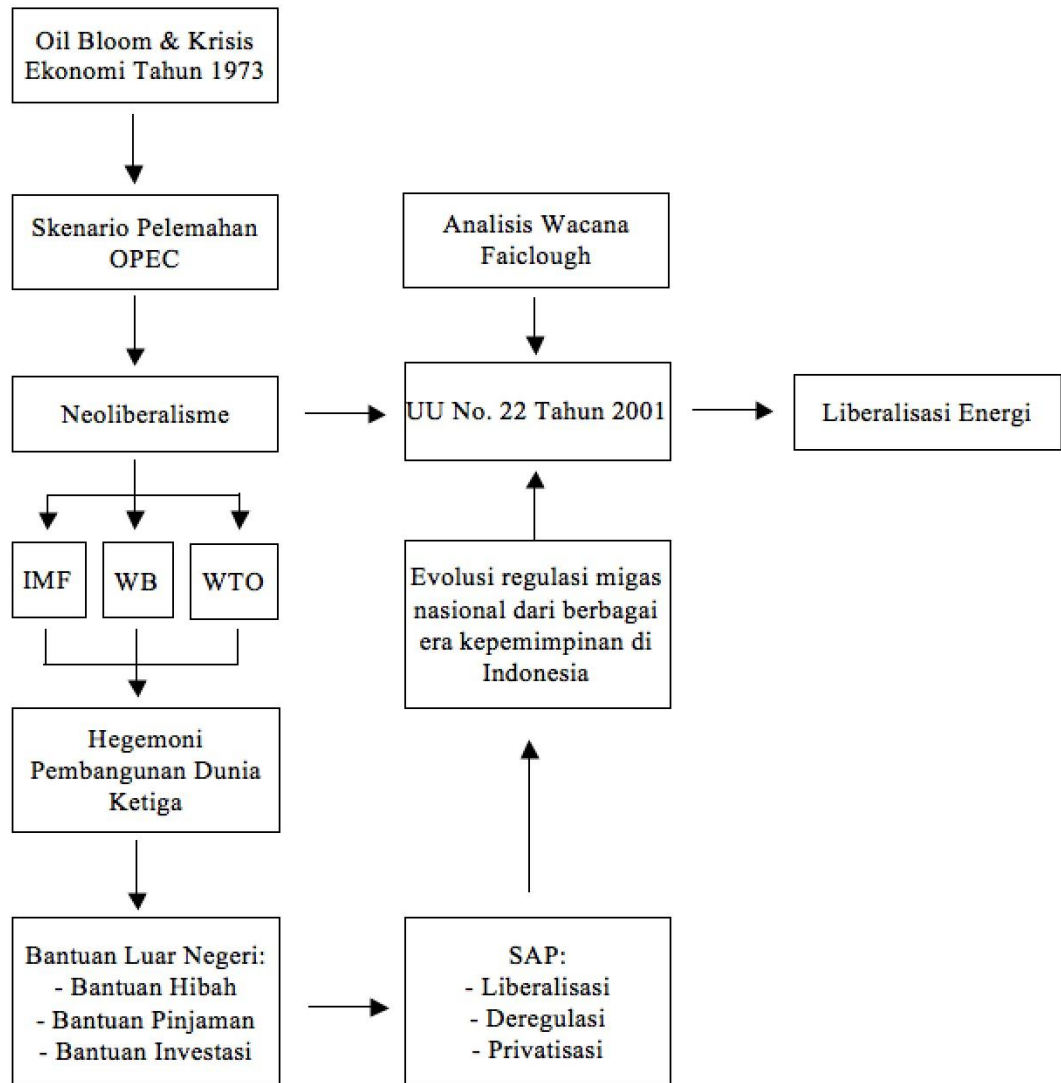 Oil Bloom & Krisis
Ekonomi Tahun 1973
Skenario Pelemahan
OPEC
Analisis Wacana
Faiclough
Neoliberalisme
UU No. 22 Tahun 2001
Liberalisasi Energi
IMF
WB
WTO
Evolusi regulasi migas
nasional dari berbagai
era kepemimpinan di
Indonesia
Hegemoni
Pembangunan Dunia
Ketiga
Bantuan Luar Negeri:
- Bantuan Hibah
- Bantuan Pinjaman
- Bantuan Investasi
SAP:
- Liberalisasi
- Deregulasi
- Privatisasi